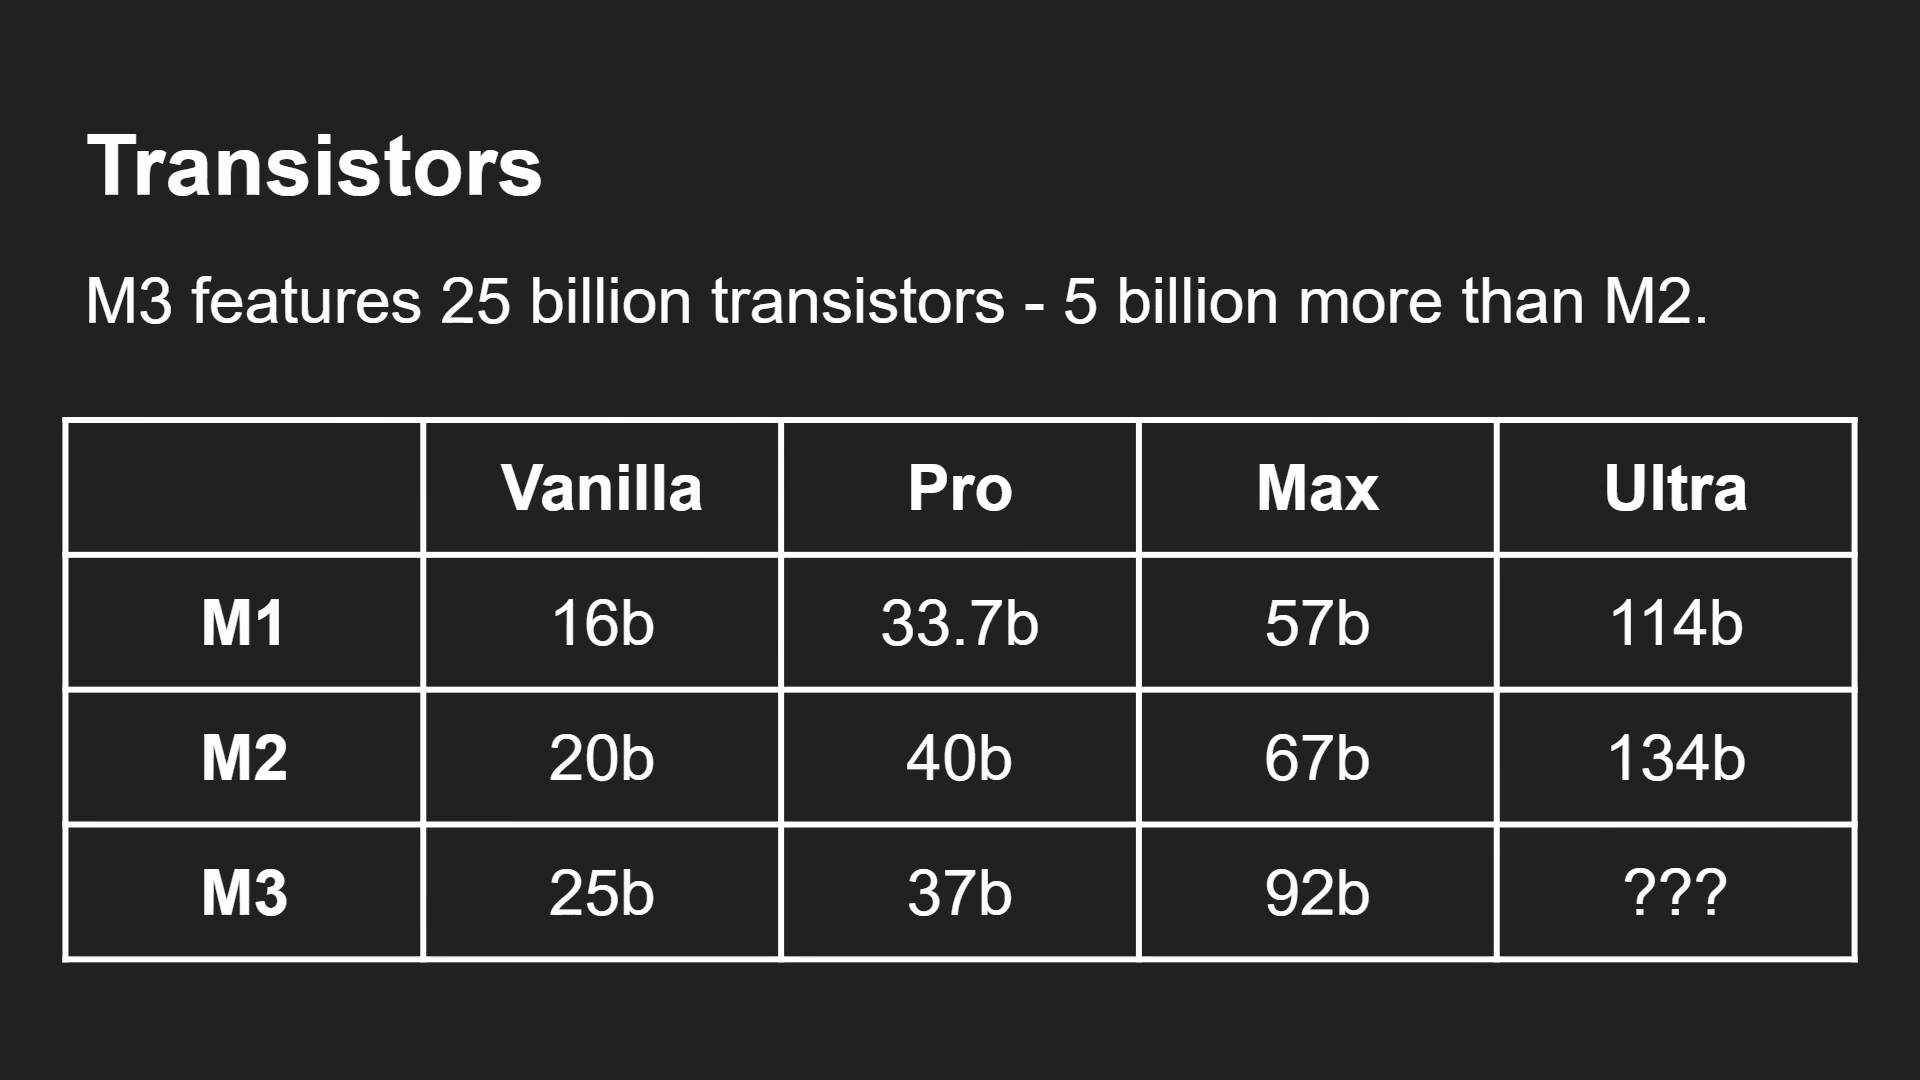 Transistors
M3 features 25 billion transistors - 5 billion more than M2.
Vanilla Pro Max Ultra
M1 16b 33.7b 57b 114b
M2 20b 40b 67b 134b
M3 25b 37b 92b ???